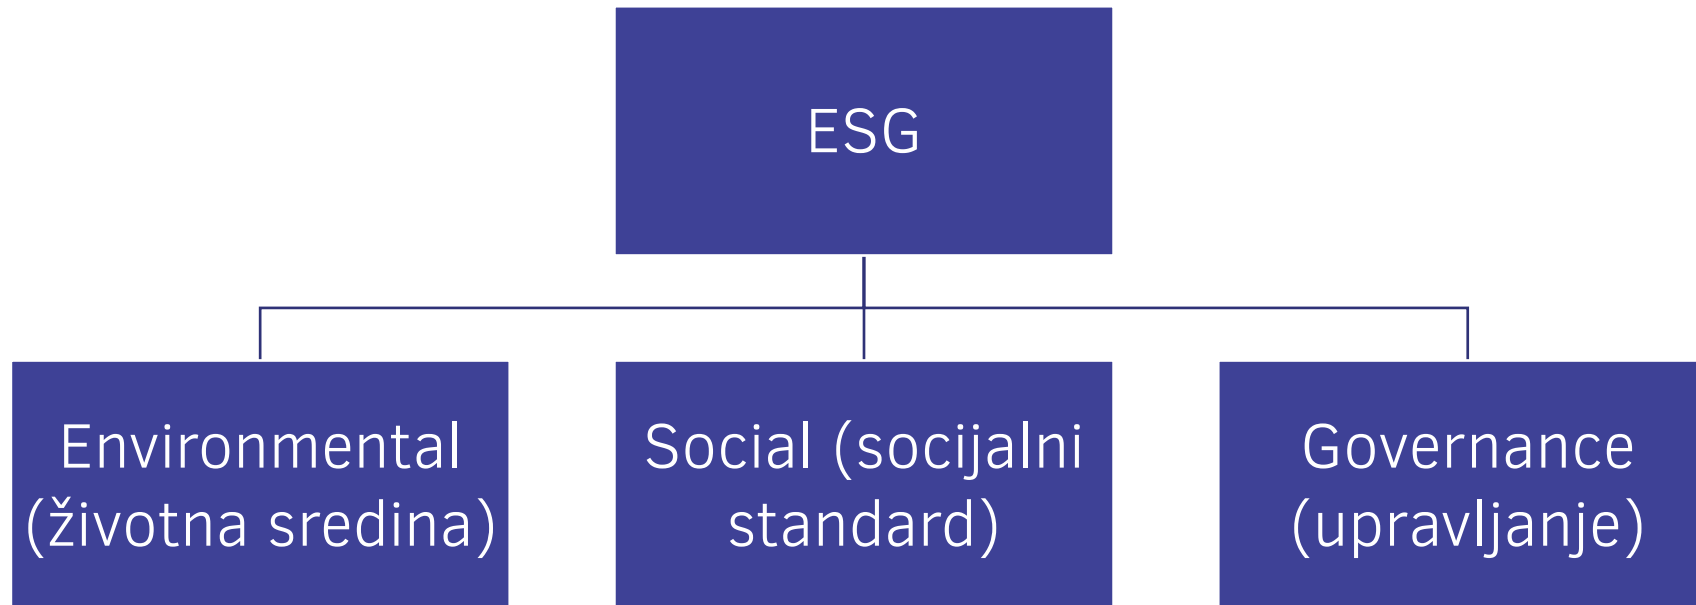 ESG
Environmental
(životna sredina)
Social (socijalni
standard)
Governance
(upravljanje)